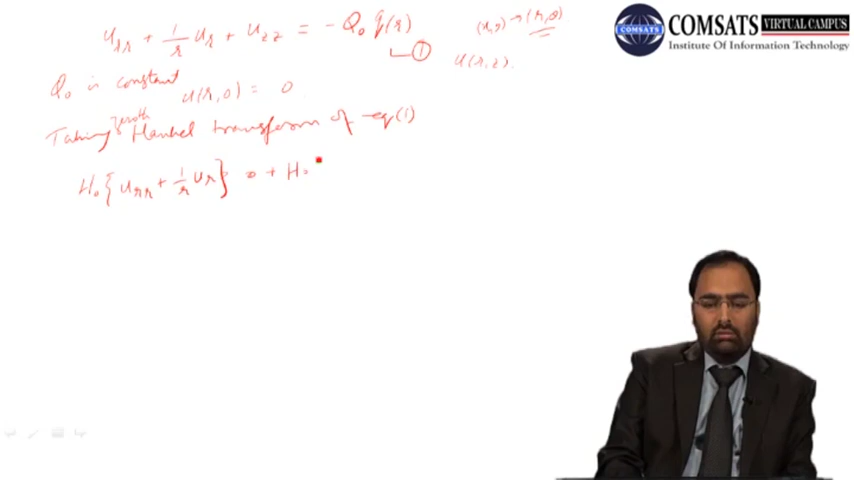 u_rr + 1/r u_r + u_zz = -Q₀ q(r)
①
(x,y) → (r,θ)
u(r,z).
Q₀ is constant
u(r,0) = 0
Taking zeroth Hankel transform of eq(1)
H₀{u_rr + 1/r u_r} + H₀
COMSATS VIRTUAL CAMPUS
Institute Of Information Technology
COMSATS